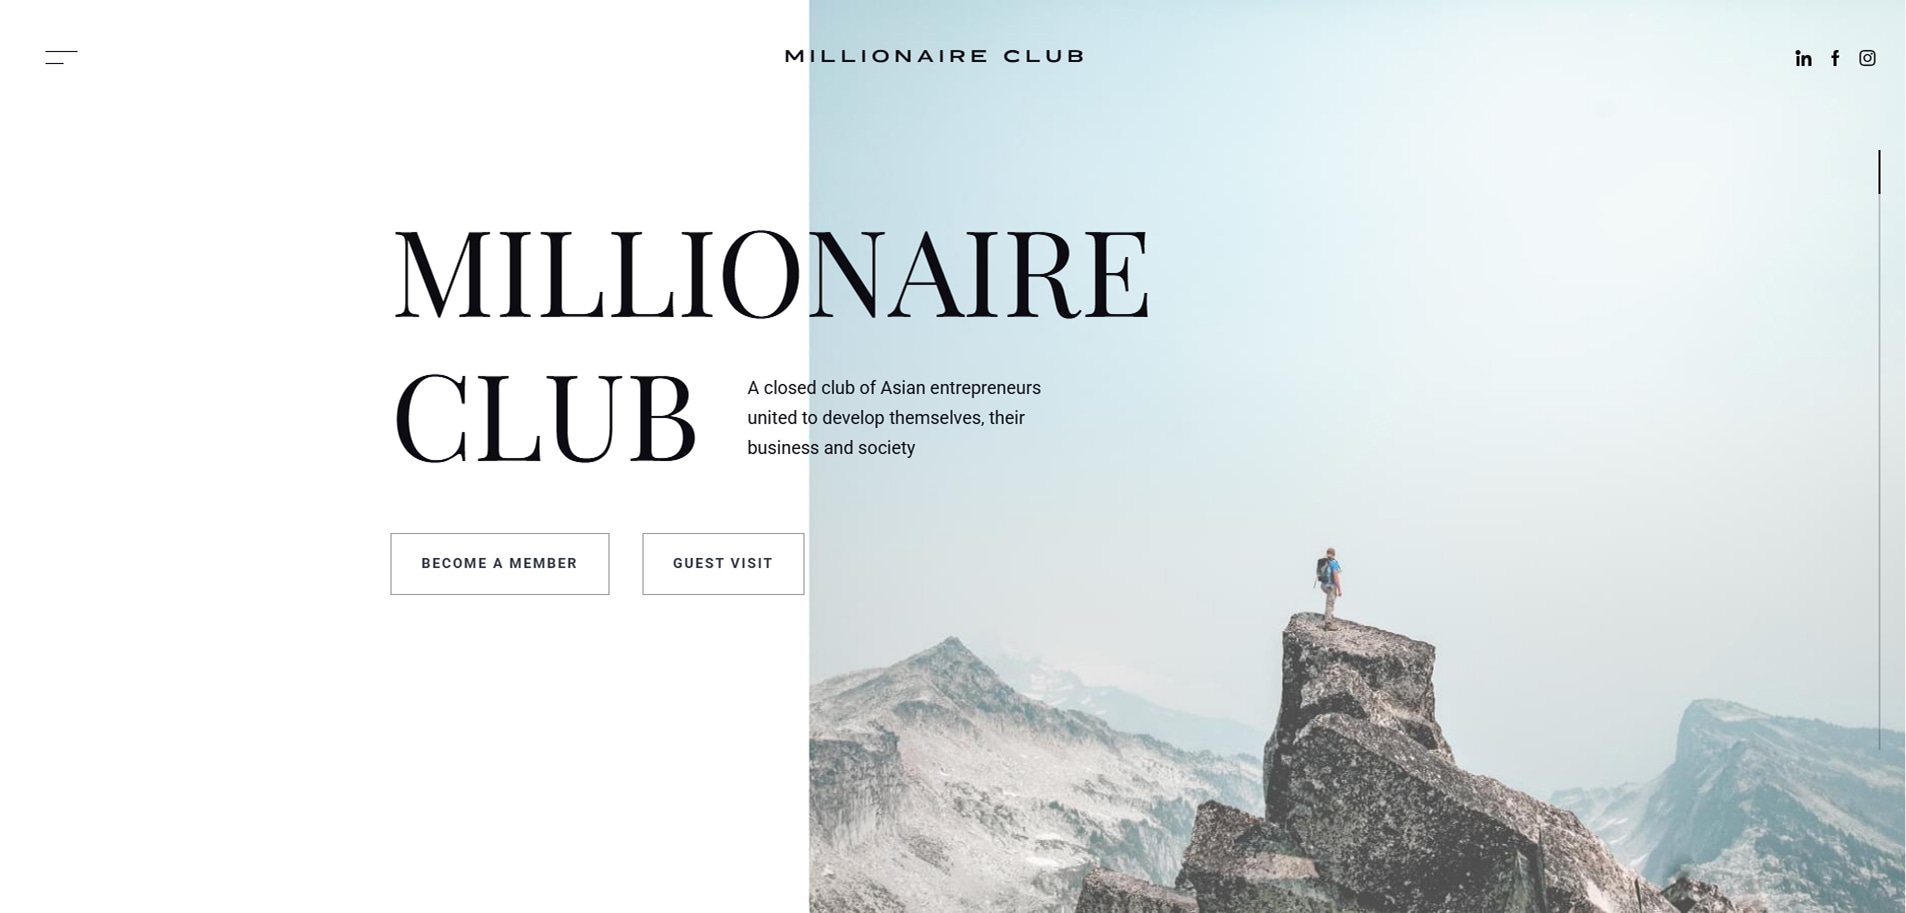 MILLIONAIRE CLUB
MILLIONAIRE
CLUB
A closed club of Asian entrepreneurs
united to develop themselves, their
business and society
BECOME A MEMBER
GUEST VISIT